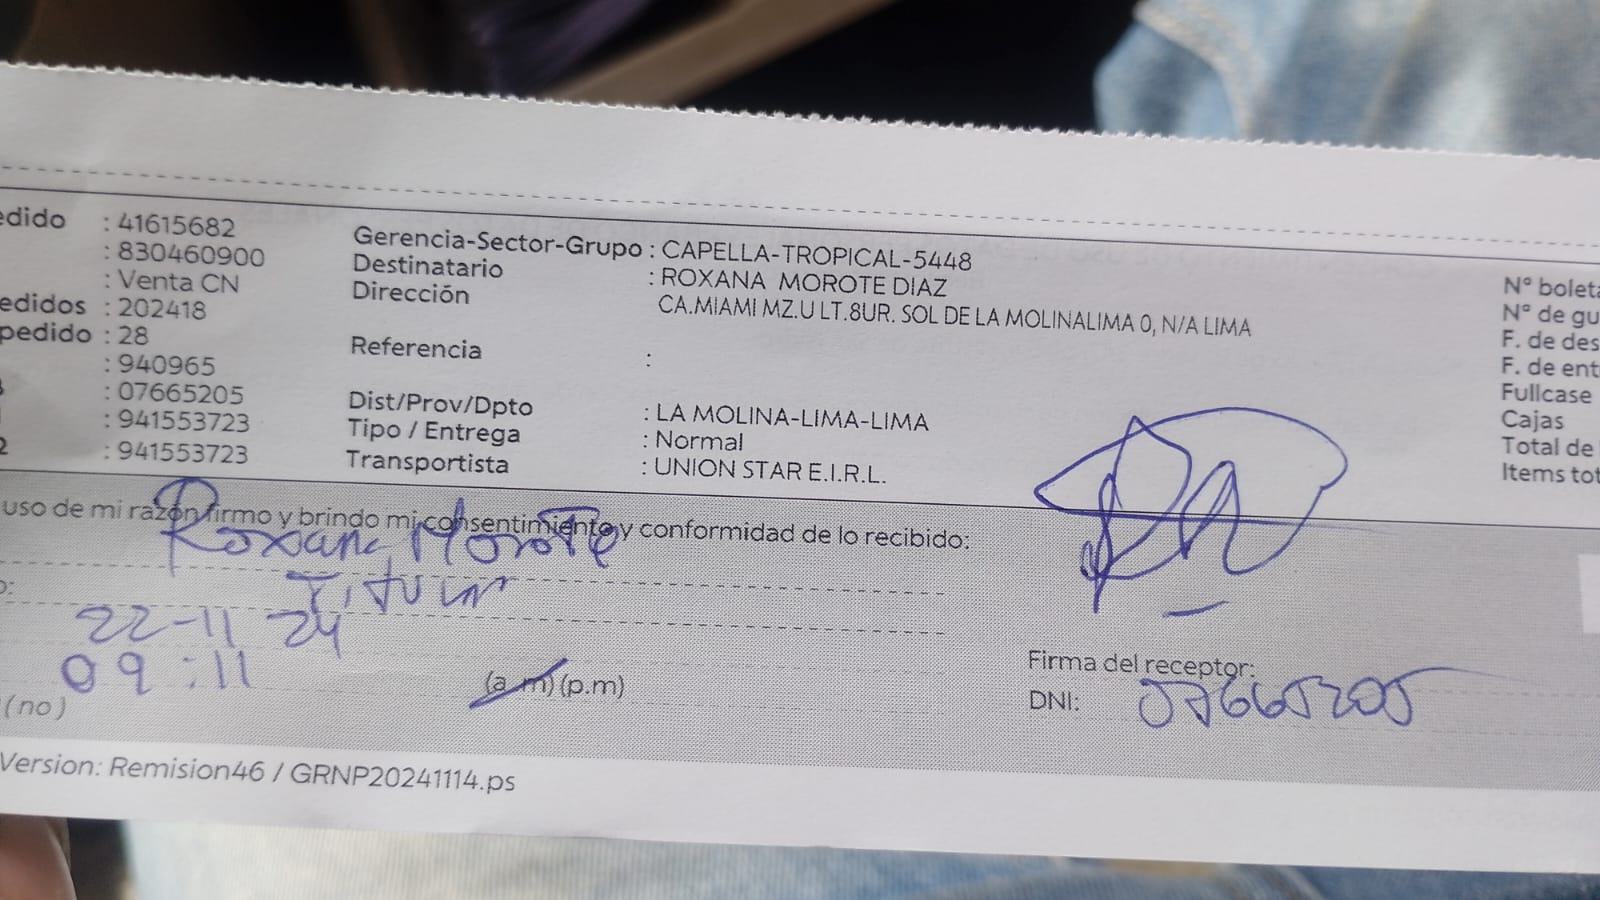 edido : 41615682
: 830460900
: Venta CN
edidos : 202418
pedido : 28
: 940965
: 07665205
: 941553723
2 : 941553723
Gerencia-Sector-Grupo : CAPELLA-TROPICAL-5448
Destinatario : ROXANA MOROTE DIAZ
Dirección CA.MIAMI MZ.U LT.8UR. SOL DE LA MOLINALIMA 0, N/A LIMA
Referencia :
Dist/Prov/Dpto : LA MOLINA-LIMA-LIMA
Tipo / Entrega : Normal
Transportista : UNION STAR E.I.R.L.
N° boleta
N° de gu
F. de des
F. de ent
Fullcase
Cajas
Total de
Items tot
uso de mi razón firmo y brindo mi consentimiento y conformidad de lo recibido:
Roxana Morote
Titular
22-11 24
09:11
(a m) (p.m)
(no)
Firma del receptor:
DNI: 07665205
Version: Remision46 / GRNP20241114.ps